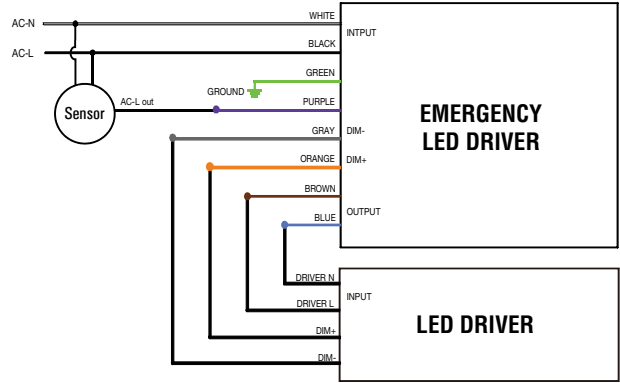 AC-N
WHITE
INTPUT
AC-L
BLACK
GREEN
GROUND
Sensor
AC-L out
PURPLE
EMERGENCY
LED DRIVER
GRAY
DIM-
ORANGE
DIM+
BROWN
OUTPUT
BLUE
DRIVER N
INPUT
DRIVER L
LED DRIVER
DIM+
DIM-